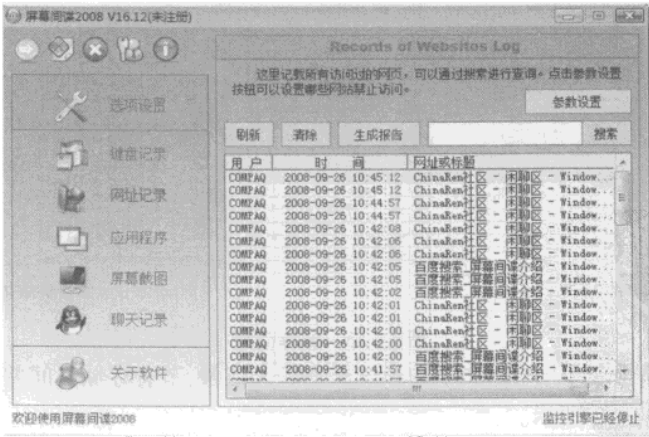 屏幕间谍2008 V16.12(未注册)
Records of Websitos Log
这里记载所有访问过的网页，可以通过搜索进行查询。点击参数设置
按钮可以设置哪些网站禁止访问。
参数设置
选项设置
键盘记录
网址记录
应用程序
屏幕截图
聊天记录
关于软件
刷新 清除 生成报告 搜索
用 户 时 间 网址或标题
COMPAQ 2008-09-26 10:45:12 ChinaRen社区 - 闲聊区 - Window...
COMPAQ 2008-09-26 10:45:12 ChinaRen社区 - 闲聊区 - Window...
COMPAQ 2008-09-26 10:44:57 ChinaRen社区 - 闲聊区 - Window...
COMPAQ 2008-09-26 10:44:57 ChinaRen社区 - 闲聊区 - Window...
COMPAQ 2008-09-26 10:42:08 ChinaRen社区 - 闲聊区 - Window...
COMPAQ 2008-09-26 10:42:06 ChinaRen社区 - 闲聊区 - Window...
COMPAQ 2008-09-26 10:42:06 ChinaRen社区 - 闲聊区 - Window...
COMPAQ 2008-09-26 10:42:05 百度搜索_屏幕间谍介绍 - Window...
COMPAQ 2008-09-26 10:42:05 百度搜索_屏幕间谍介绍 - Window...
COMPAQ 2008-09-26 10:42:02 百度搜索_屏幕间谍介绍 - Window...
COMPAQ 2008-09-26 10:42:01 ChinaRen社区 - 闲聊区 - Window...
COMPAQ 2008-09-26 10:42:01 ChinaRen社区 - 闲聊区 - Window...
COMPAQ 2008-09-26 10:42:00 ChinaRen社区 - 闲聊区 - Window...
COMPAQ 2008-09-26 10:42:00 ChinaRen社区 - 闲聊区 - Window...
COMPAQ 2008-09-26 10:42:00 百度搜索_屏幕间谍介绍 - Window...
COMPAQ 2008-09-26 10:41:57 百度搜索_屏幕间谍介绍 - Window...
欢迎使用屏幕间谍2008
监控引擎已经停止